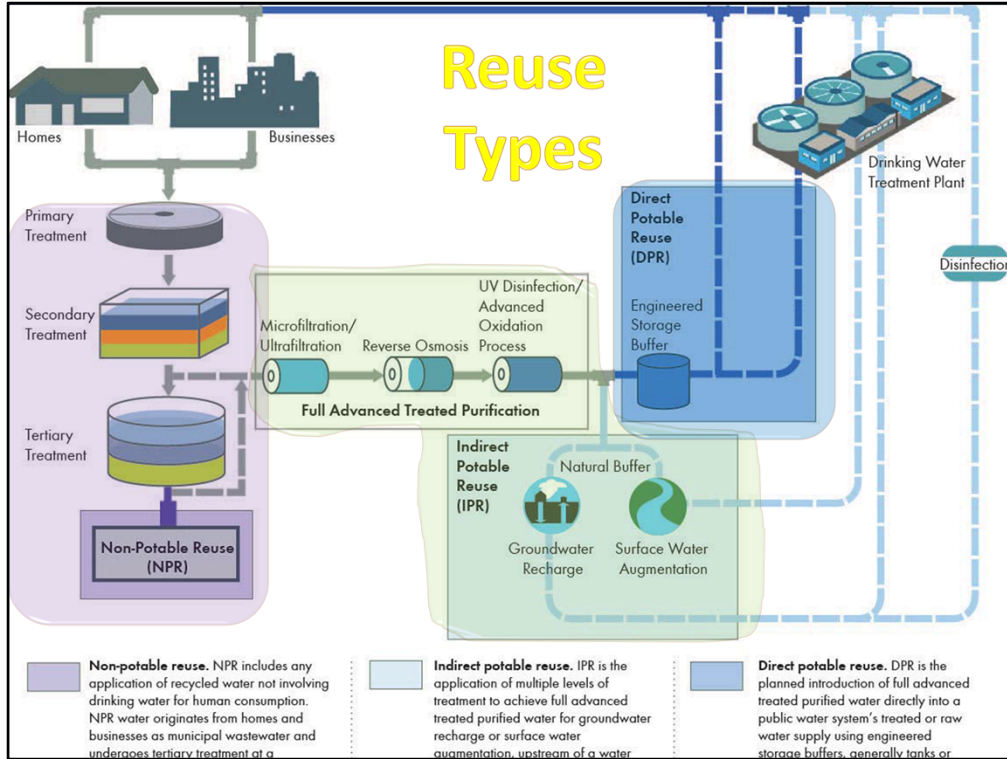 Reuse
Types
Homes
Businesses
Drinking Water
Treatment Plant
Primary
Treatment
Secondary
Treatment
Tertiary
Treatment
Non-Potable Reuse
(NPR)
Microfiltration/
Ultrafiltration
Reverse Osmosis
UV Disinfection/
Advanced
Oxidation
Process
Full Advanced Treated Purification
Direct
Potable
Reuse
(DPR)
Engineered
Storage
Buffer
Disinfection
Indirect
Potable
Reuse
(IPR)
Natural Buffer
Groundwater
Recharge
Surface Water
Augmentation
Non-potable reuse. NPR includes any
application of recycled water not involving
drinking water for human consumption.
NPR water originates from homes and
businesses as municipal wastewater and
undergoes tertiary treatment at a
Indirect potable reuse. IPR is the
application of multiple levels of
treatment to achieve full advanced
treated purified water for groundwater
recharge or surface water
augmentation, upstream of a water
Direct potable reuse. DPR is the
planned introduction of full advanced
treated purified water directly into a
public water system's treated or raw
water supply using engineered
storage buffers, generally tanks or